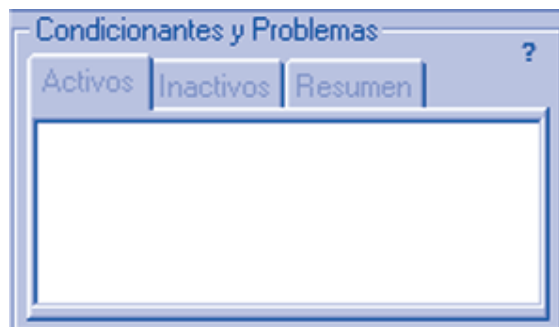 Condicionantes y Problemas
?
Activos Inactivos Resumen